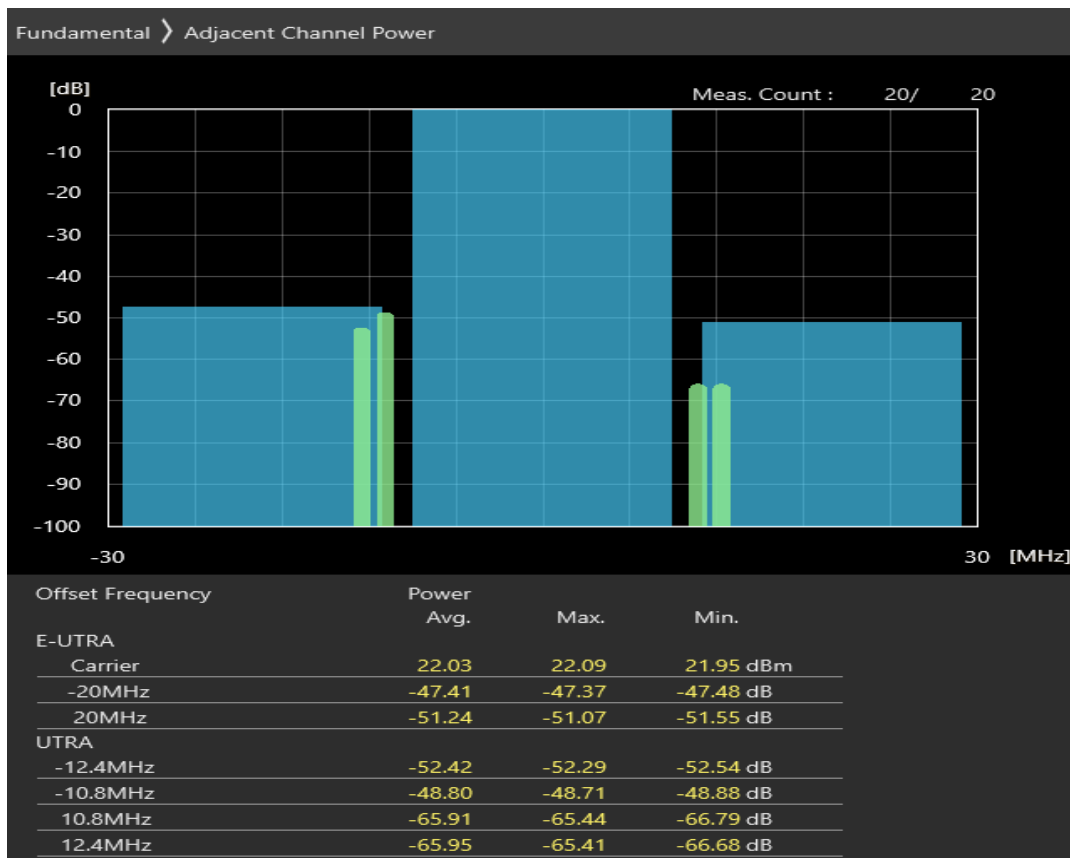 Fundamental 〉 Adjacent Channel Power
[dB]
Meas. Count : 20/ 20
0
-10
-20
-30
-40
-50
-60
-70
-80
-90
-100
-30 30 [MHz]
Offset Frequency Power
Avg. Max. Min.
E-UTRA
Carrier 22.03 22.09 21.95 dBm
-20MHz -47.41 -47.37 -47.48 dB
20MHz -51.24 -51.07 -51.55 dB
UTRA
-12.4MHz -52.42 -52.29 -52.54 dB
-10.8MHz -48.80 -48.71 -48.88 dB
10.8MHz -65.91 -65.44 -66.79 dB
12.4MHz -65.95 -65.41 -66.68 dB